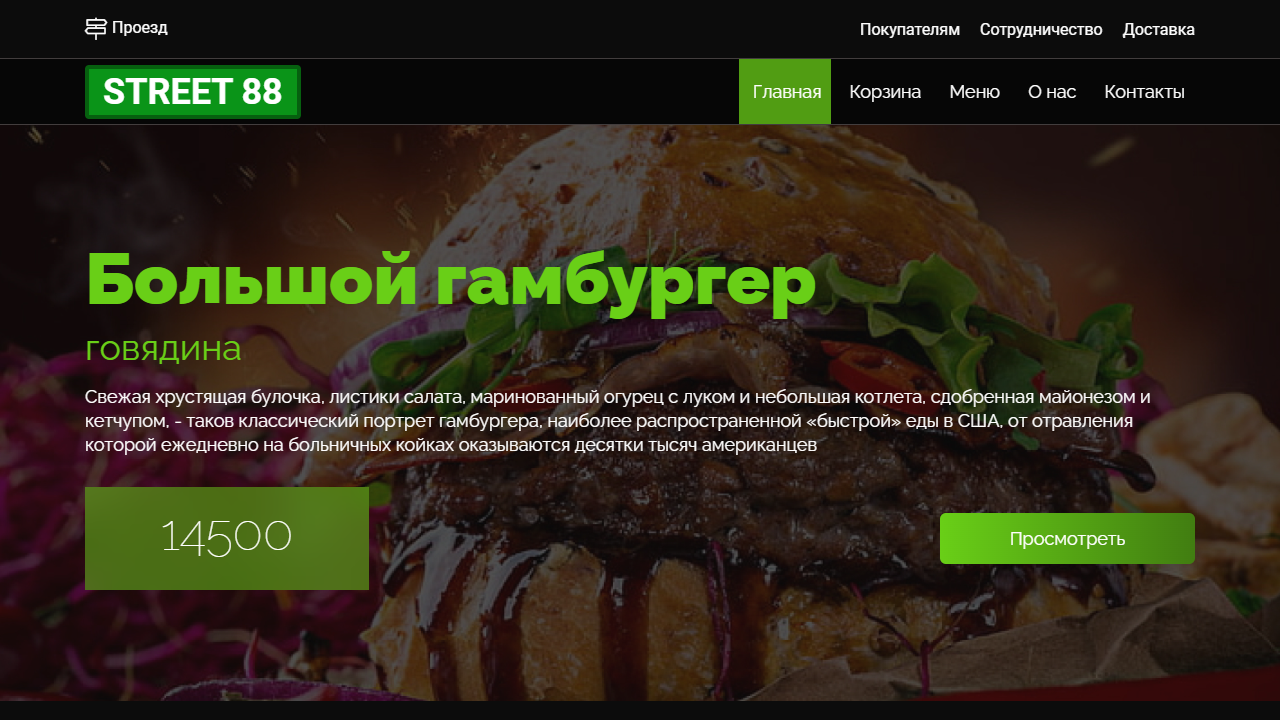 Проезд
Покупателям Сотрудничество Доставка
STREET 88
Главная Корзина Меню О нас Контакты
Большой гамбургер
говядина
Свежая хрустящая булочка, листики салата, маринованный огурец с луком и небольшая котлета, сдобренная майонезом и
кетчупом, - таков классический портрет гамбургера, наиболее распространенной «быстрой» еды в США, от отравления
которой ежедневно на больничных койках оказываются десятки тысяч американцев
14500
Просмотреть